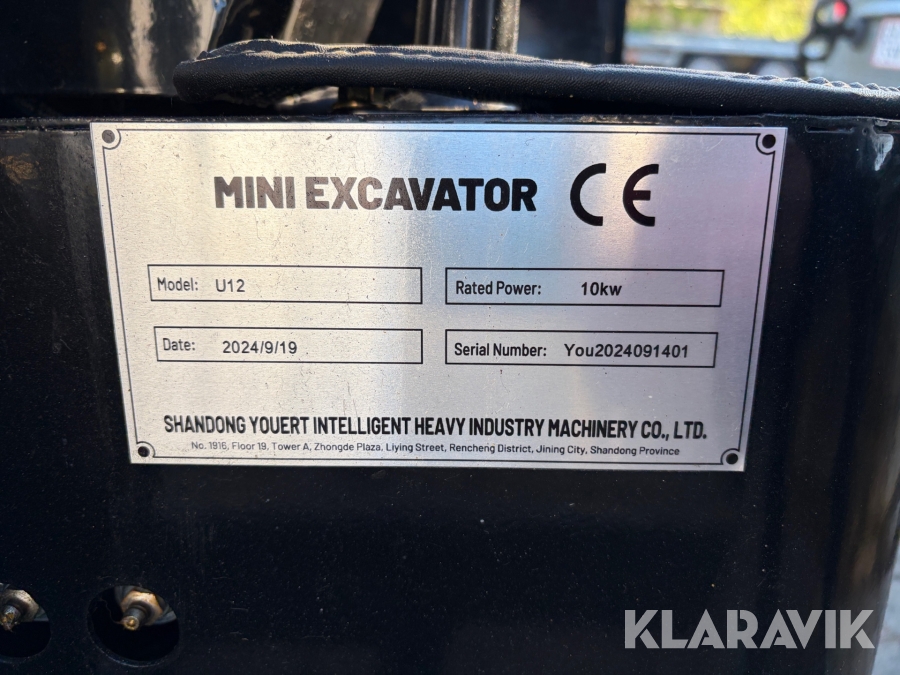 MINI EXCAVATOR CE
Model: U12
Rated Power: 10kw
Date: 2024/9/19
Serial Number: You2024091401
SHANDONG YOUERT INTELLIGENT HEAVY INDUSTRY MACHINERY CO., LTD.
No. 1916, Floor 19, Tower A, Zhongde Plaza, Liying Street, Rencheng District, Jining City, Shandong Province
KLARAVIK